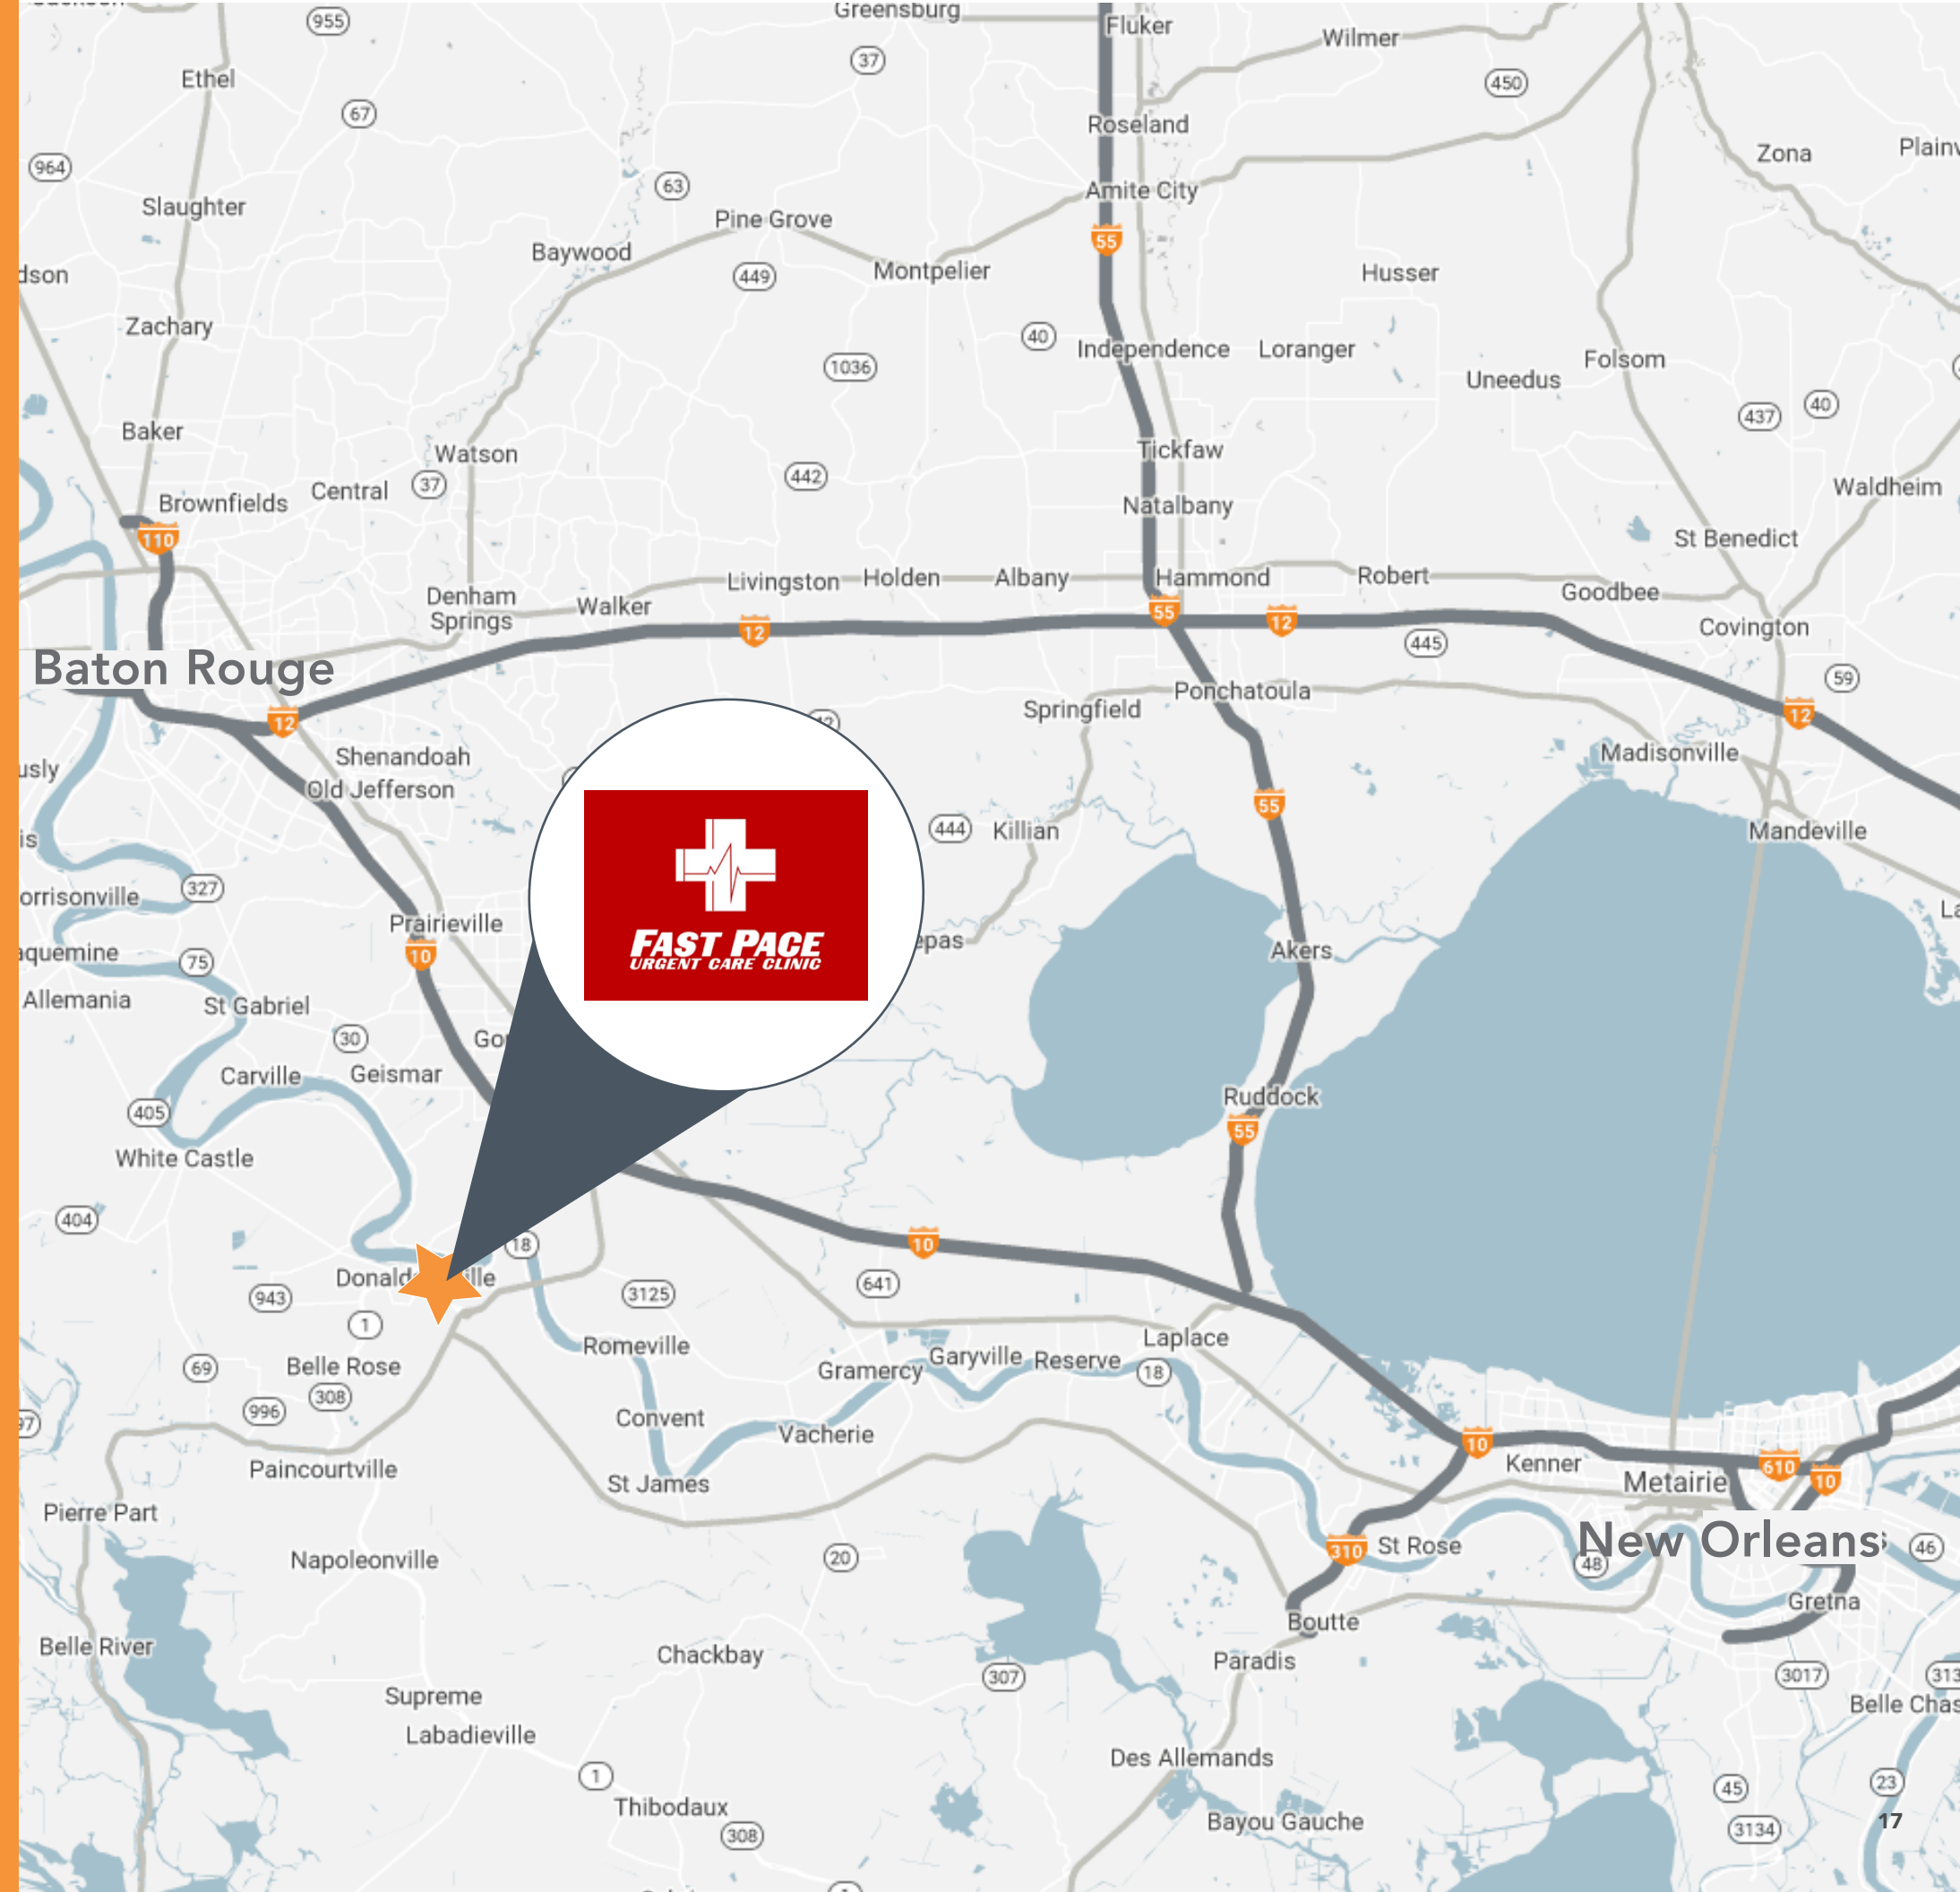 Greensburg
Fluker
955
Wilmer
37
Ethel
450
67
Roseland
Zona
964
63
Amite City
Slaughter
Pine Grove
55
Baywood
449
Montpelier
Husser
Zachary
40
Independence
Loranger
1036
Folsom
Uneedus
437
40
Baker
Watson
Tickfaw
442
37
Central
Waldheim
Brownfields
Natalbany
110
St Benedict
Livingston
Holden
Albany
Hammond
Robert
Denham
Springs
Walker
Goodbee
55
12
12
Covington
445
Baton Rouge
59
Ponchatoula
Springfield
12
12
Shenandoah
Madisonville
Old Jefferson
55
444
Killian
Mandeville
327
FAST PACE
URGENT CARE CLINIC
Prairieville
10
Akers
75
Allemania
St Gabriel
30
Carville
Geismar
Ruddock
405
55
White Castle
404
18
10
641
943
3125
1
Romeville
Laplace
Garyville
Reserve
69
Belle Rose
Gramercy
18
308
996
Convent
Vacherie
10
Kenner
610
Paincourtville
St James
Metairie
10
Pierre Part
New Orleans
310
St Rose
46
Napoleonville
20
48
Gretna
Boutte
Belle River
Chackbay
Paradis
307
3017
Supreme
Labadieville
Des Allemands
1
45
23
Thibodaux
Bayou Gauche
17
308
3134